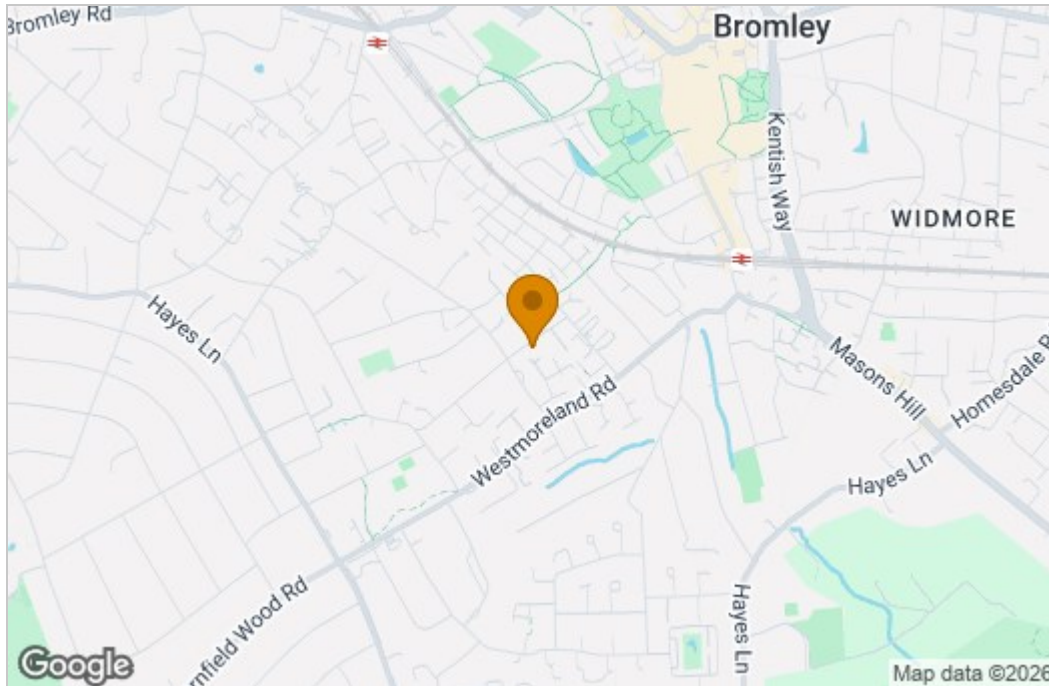 Bromley Rd
Bromley
Kentish Way
WIDMORE
Hayes Ln
Masons Hill
Homesdale R
Westmoreland Rd
Hayes Ln
rnfield Wood Rd
Hayes Ln
Google
Map data ©2026